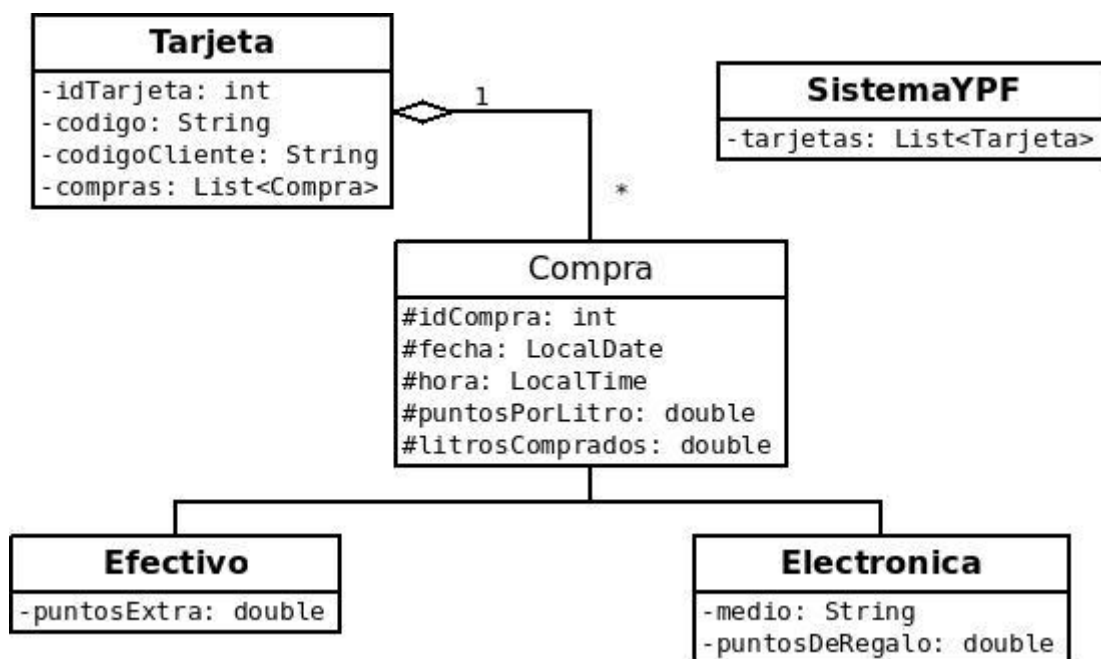 Tarjeta
-idTarjeta: int
-codigo: String
-codigoCliente: String
-compras: List<Compra>
1
*
SistemaYPF
-tarjetas: List<Tarjeta>
Compra
#idCompra: int
#fecha: LocalDate
#hora: LocalTime
#puntosPorLitro: double
#litrosComprados: double
Efectivo
-puntosExtra: double
Electronica
-medio: String
-puntosDeRegalo: double